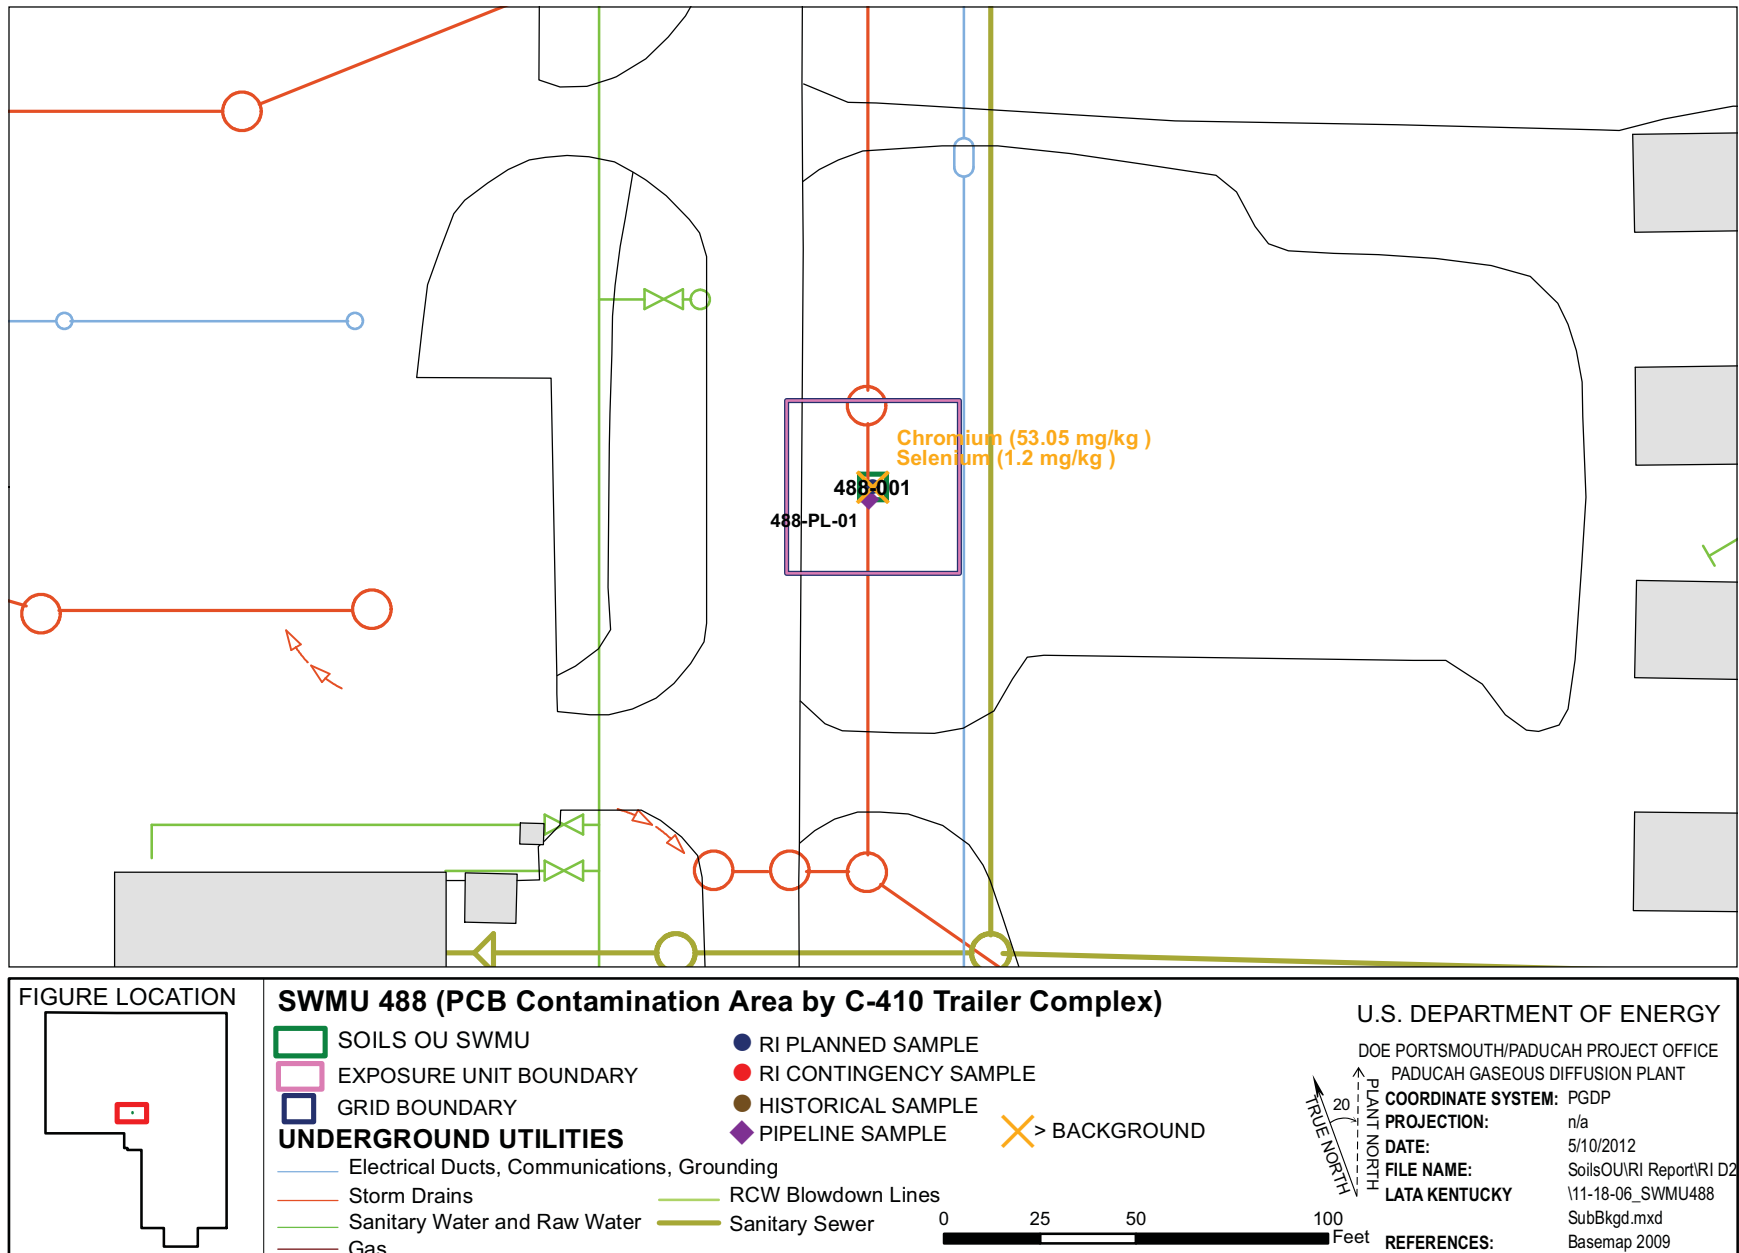 Chromium (53.05 mg/kg )
Selenium (1.2 mg/kg )
488-001
488-PL-01
FIGURE LOCATION
SWMU 488 (PCB Contamination Area by C-410 Trailer Complex)
SOILS OU SWMU
EXPOSURE UNIT BOUNDARY
GRID BOUNDARY
RI PLANNED SAMPLE
RI CONTINGENCY SAMPLE
HISTORICAL SAMPLE
PIPELINE SAMPLE
> BACKGROUND
UNDERGROUND UTILITIES
Electrical Ducts, Communications, Grounding
Storm Drains
Sanitary Water and Raw Water
Gas
RCW Blowdown Lines
Sanitary Sewer
0 25 50 100
Feet
TRUE NORTH
20
PLANT NORTH
U.S. DEPARTMENT OF ENERGY
DOE PORTSMOUTH/PADUCAH PROJECT OFFICE
PADUCAH GASEOUS DIFFUSION PLANT
COORDINATE SYSTEM: PGDP
PROJECTION: n/a
DATE: 5/10/2012
FILE NAME: SoilsOU\RI Report\RI D2
LATA KENTUCKY \11-18-06_SWMU488
SubBkgd.mxd
REFERENCES: Basemap 2009